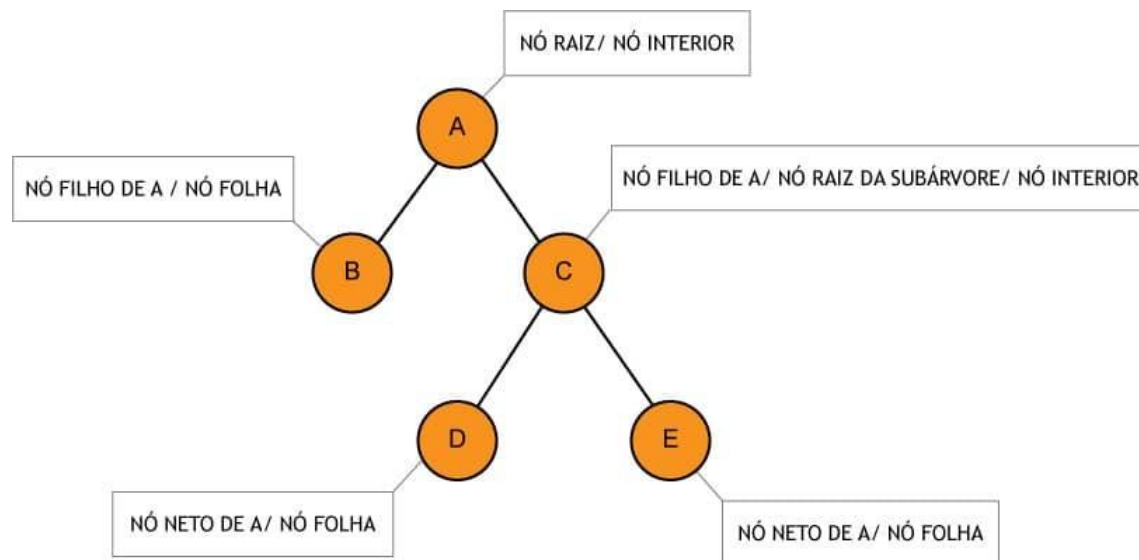 NÓ RAIZ/ NÓ INTERIOR
A
NÓ FILHO DE A / NÓ FOLHA
NÓ FILHO DE A/ NÓ RAIZ DA SUBÁRVORE/ NÓ INTERIOR
B
C
D
E
NÓ NETO DE A/ NÓ FOLHA
NÓ NETO DE A/ NÓ FOLHA